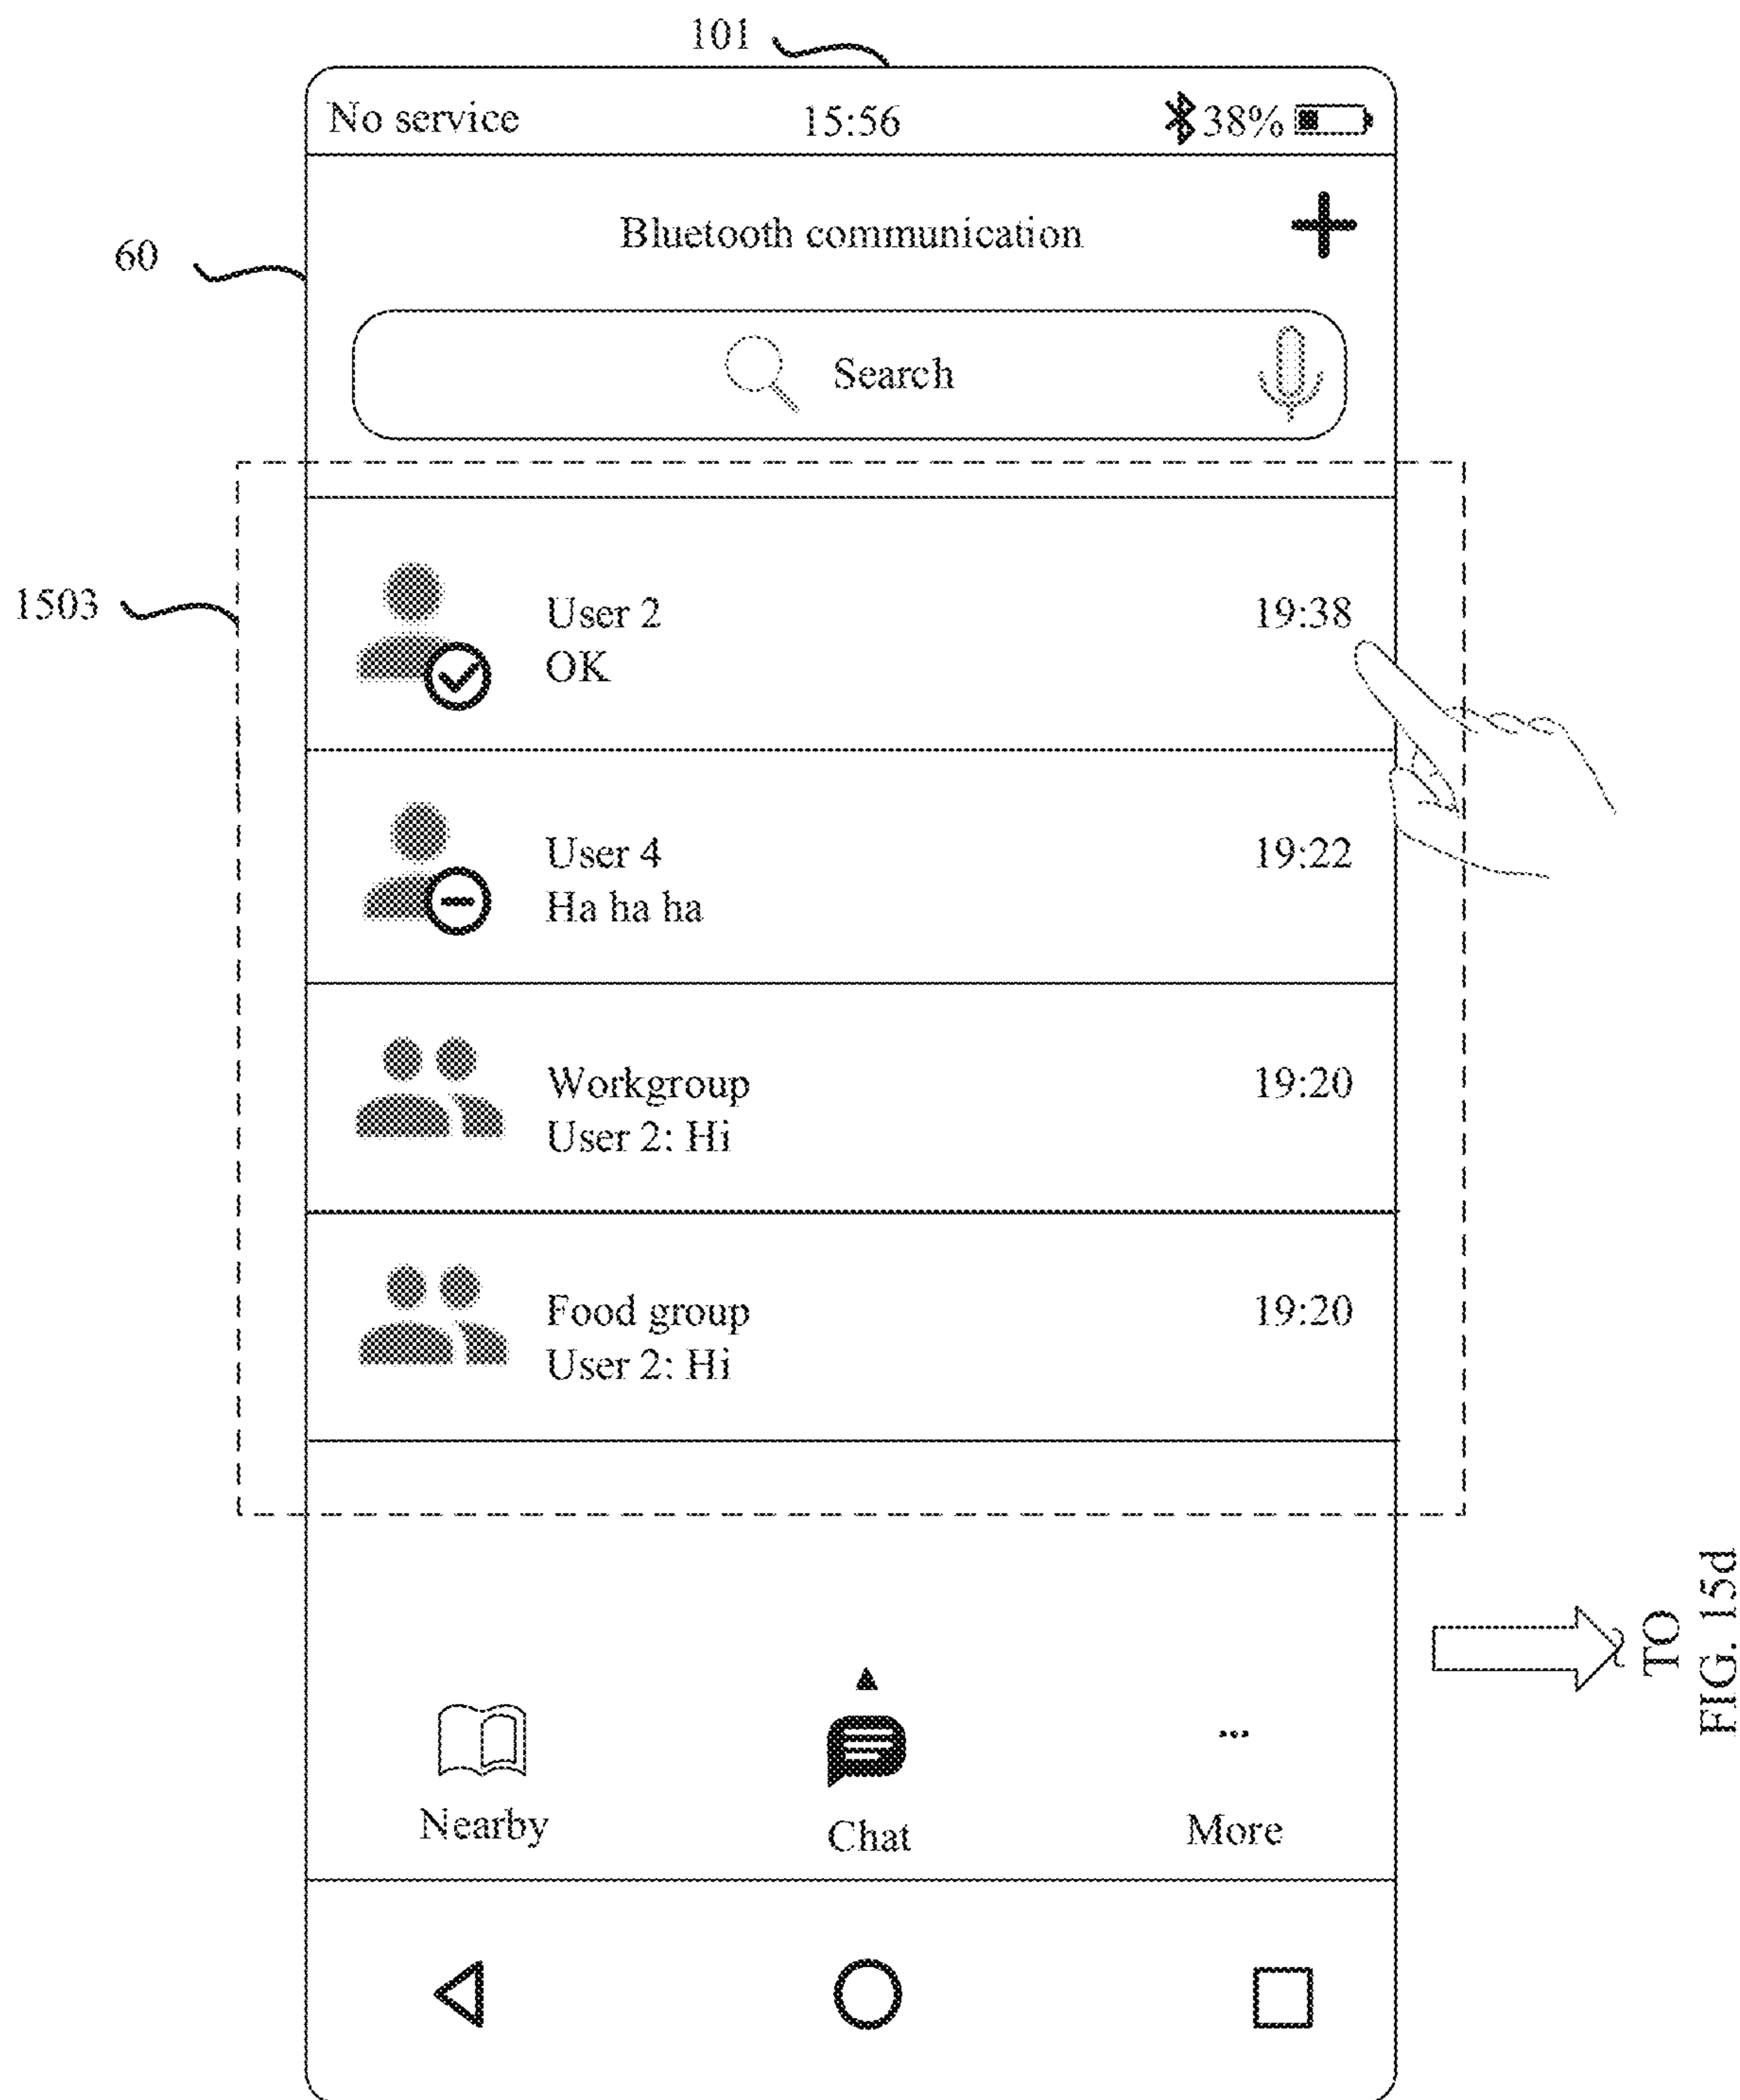 101
No service 15:56 38%
60
Bluetooth communication
Search
1503
User 2 19:38
OK
User 4 19:22
Ha ha ha
Workgroup 19:20
User 2: Hi
Food group 19:20
User 2: Hi
TO
FIG. 15d
Nearby Chat More